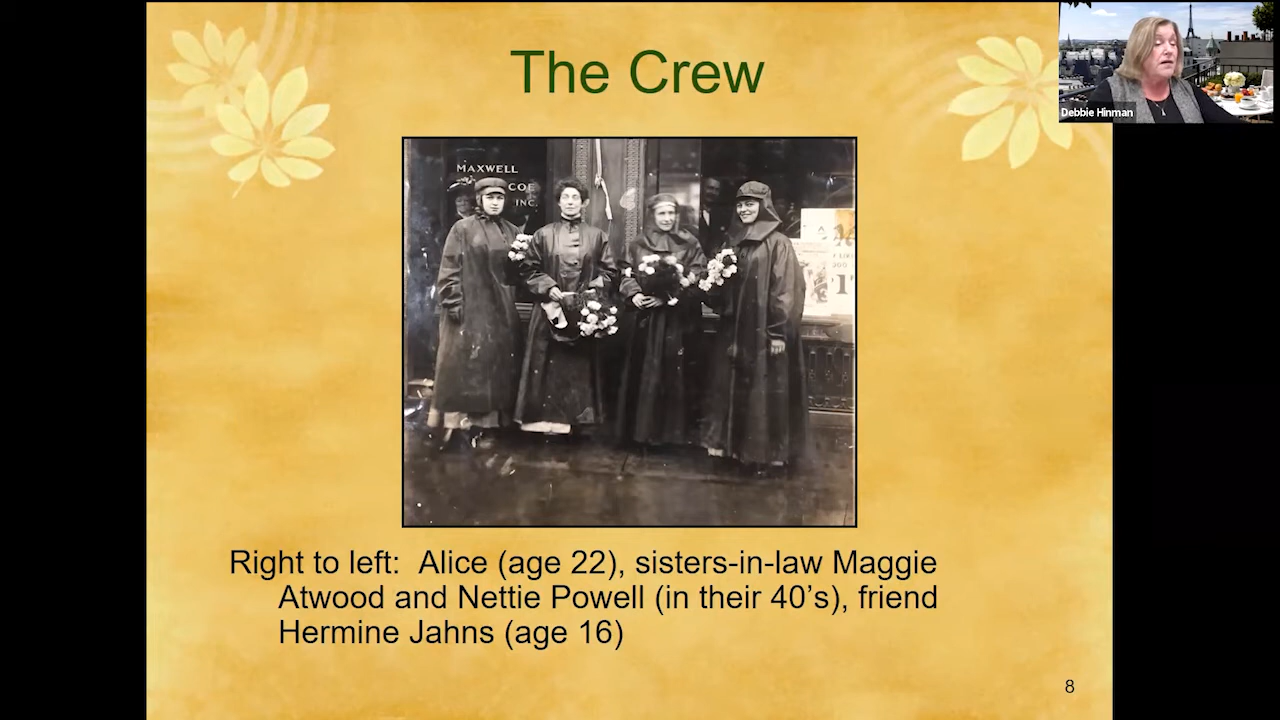 The Crew
Debbie Hinman
MAXWELL
COE
INC.
Right to left: Alice (age 22), sisters-in-law Maggie
Atwood and Nettie Powell (in their 40’s), friend
Hermine Jahns (age 16)
8